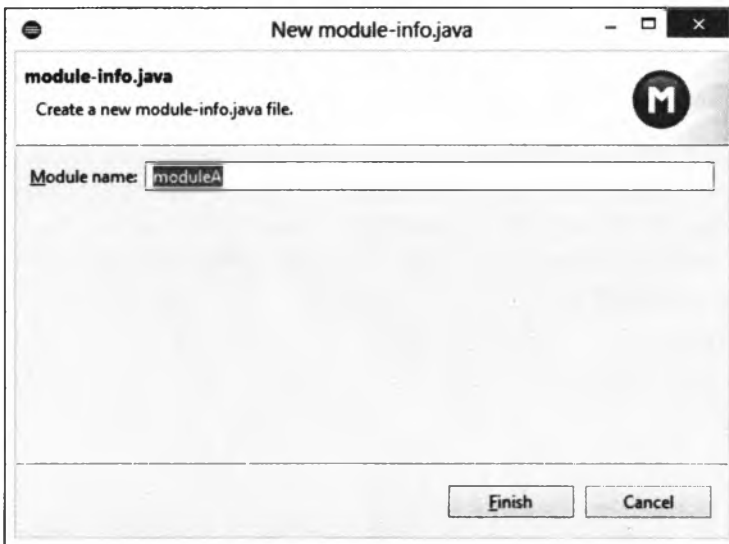 New module-info.java
module-info.java
Create a new module-info.java file.
M
Module name: moduleA
Finish
Cancel